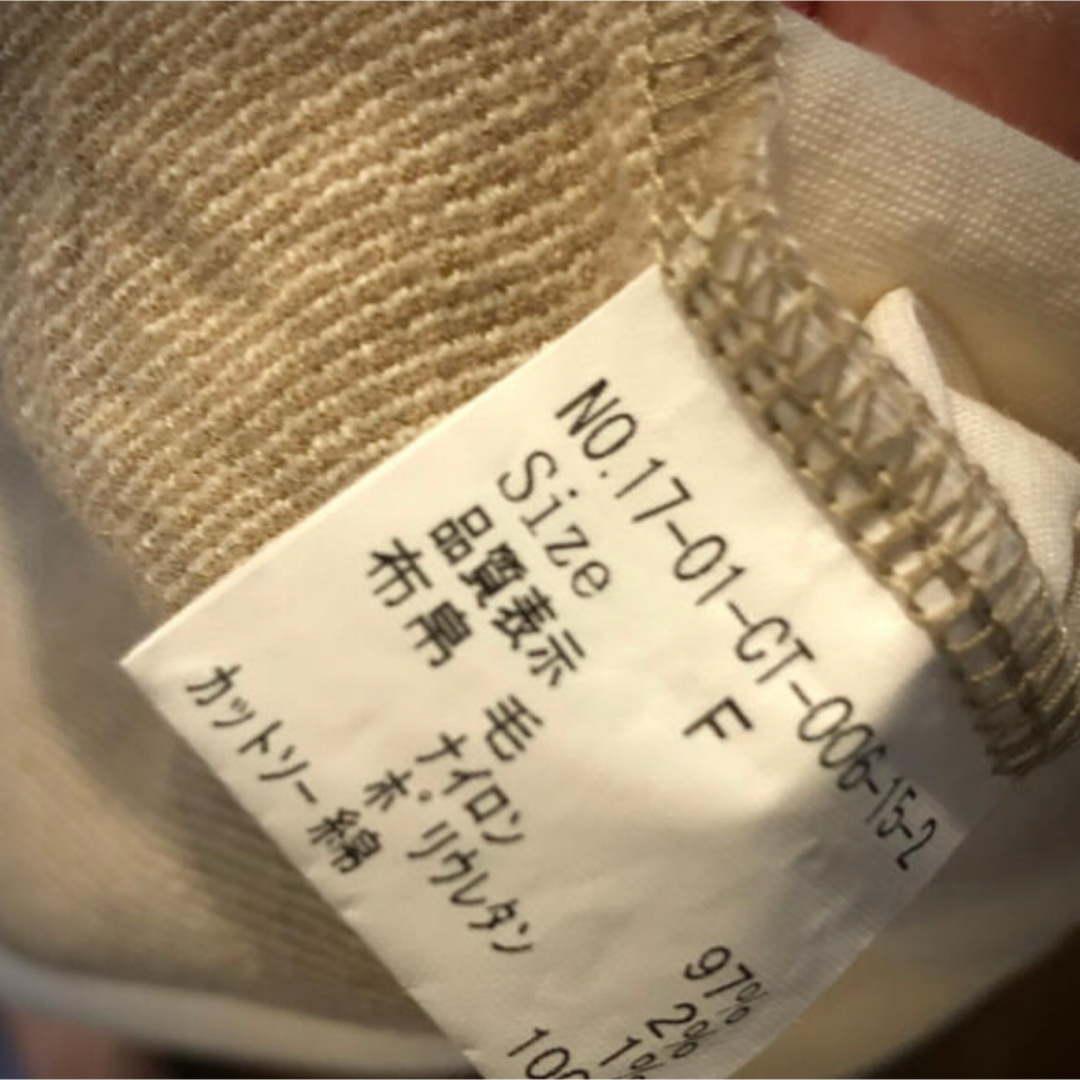 NO.17-01-CT-006-15-2
Size F
品質表示
布帛 毛 97%
ナイロン 2%
ポリウレタン 1%
カットソー 綿 100